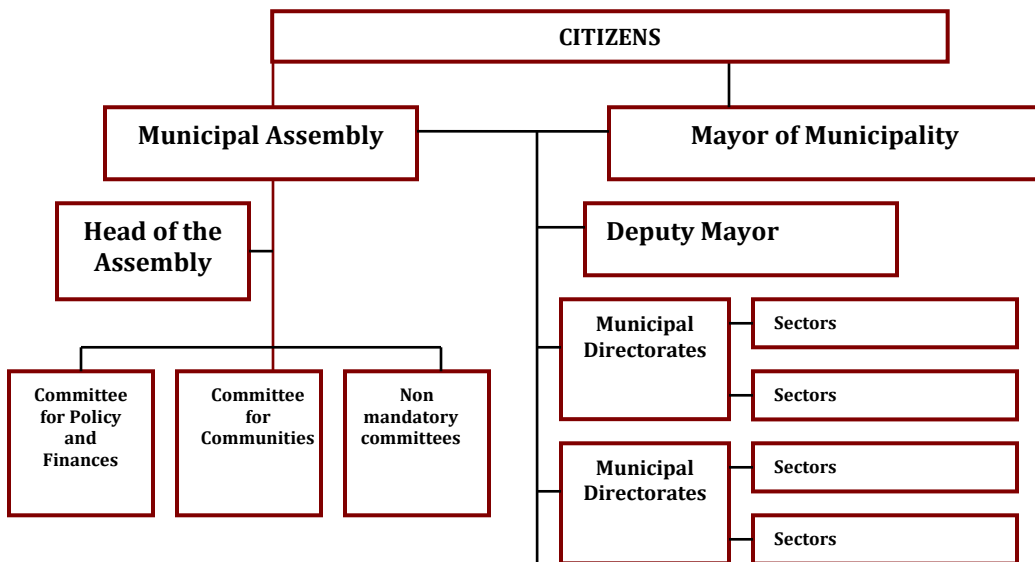 CITIZENS
Municipal Assembly
Mayor of Municipality
Head of the
Assembly
Deputy Mayor
Municipal
Directorates
Sectors
Sectors
Committee
for Policy
and
Finances
Committee
for
Communities
Non
mandatory
committees
Municipal
Directorates
Sectors
Sectors